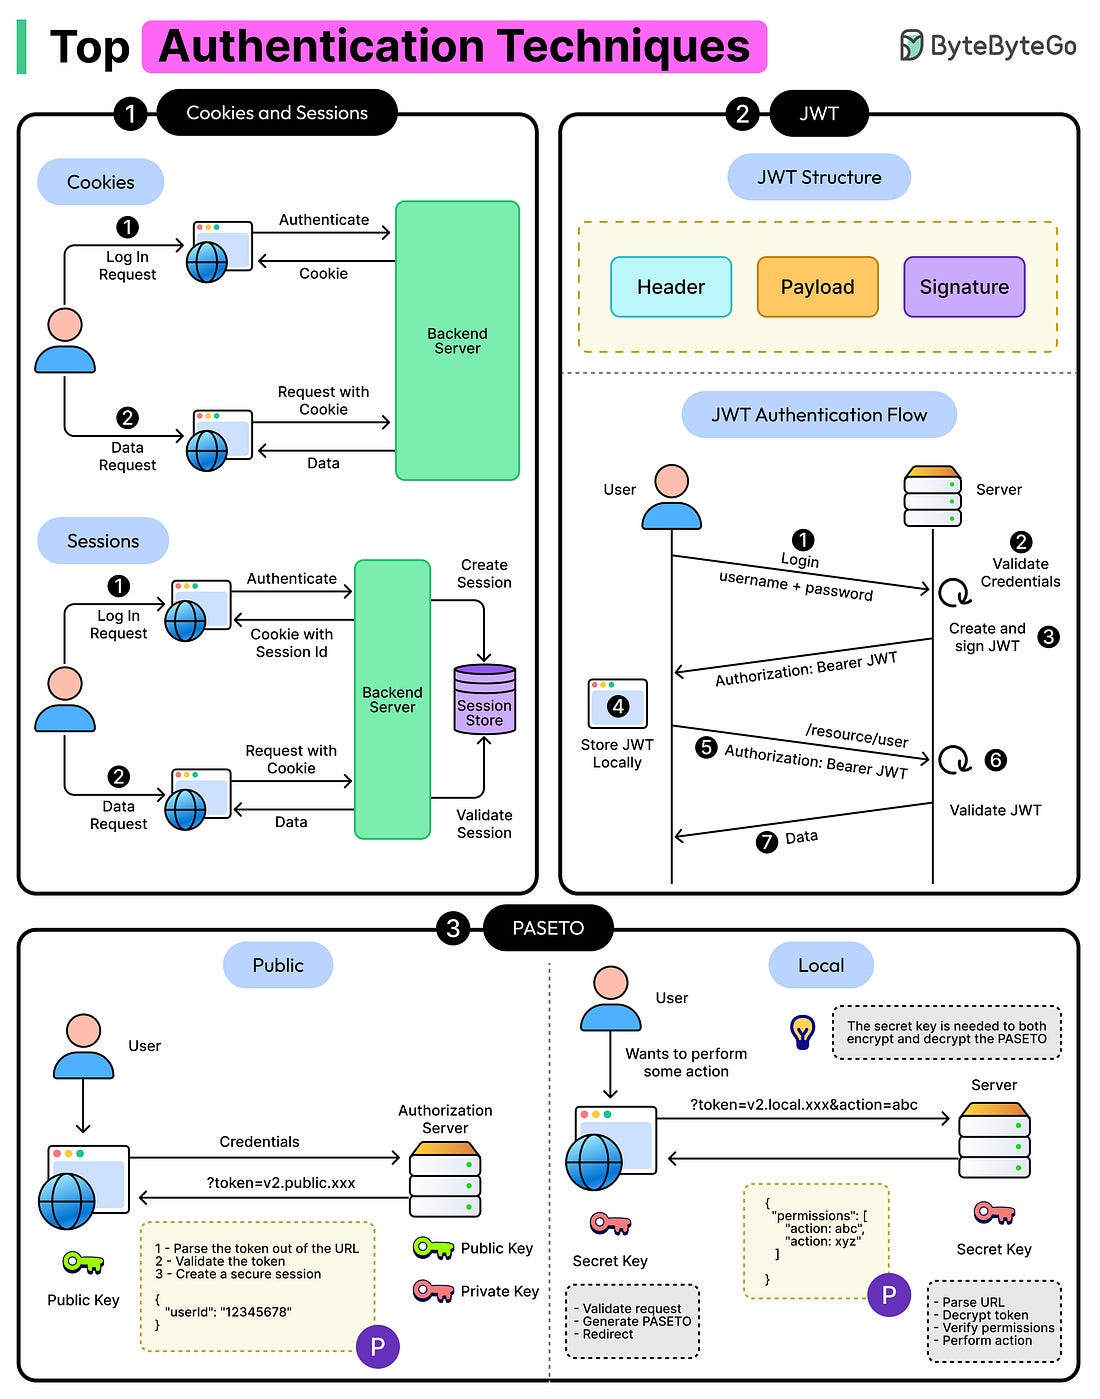 Top Authentication Techniques
ByteByteGo
1
Cookies and Sessions
Cookies
1
Log In
Request
Authenticate
Cookie
Backend
Server
2
Data
Request
Request with
Cookie
Data
Sessions
1
Log In
Request
Authenticate
Cookie with
Session Id
Create
Session
Backend
Server
Session
Store
2
Data
Request
Request with
Cookie
Data
Validate
Session
2
JWT
JWT Structure
Header
Payload
Signature
JWT Authentication Flow
User
Server
1
Login
username + password
2
Validate
Credentials
Create and
sign JWT
3
Authorization: Bearer JWT
4
Store JWT
Locally
/resource/user
5
Authorization: Bearer JWT
6
Validate JWT
7
Data
3
PASETO
Public
User
Credentials
Authorization
Server
?token=v2.public.xxx
Public Key
1 - Parse the token out of the URL
2 - Validate the token
3 - Create a secure session
{
"userId": "12345678"
}
P
Public Key
Private Key
Local
User
The secret key is needed to both
encrypt and decrypt the PASETO
Wants to perform
some action
?token=v2.local.xxx&action=abc
Server
Secret Key
- Validate request
- Generate PASETO
- Redirect
{
"permissions": [
"action: abc",
"action: xyz"
]
}
P
Secret Key
- Parse URL
- Decrypt token
- Verify permissions
- Perform action